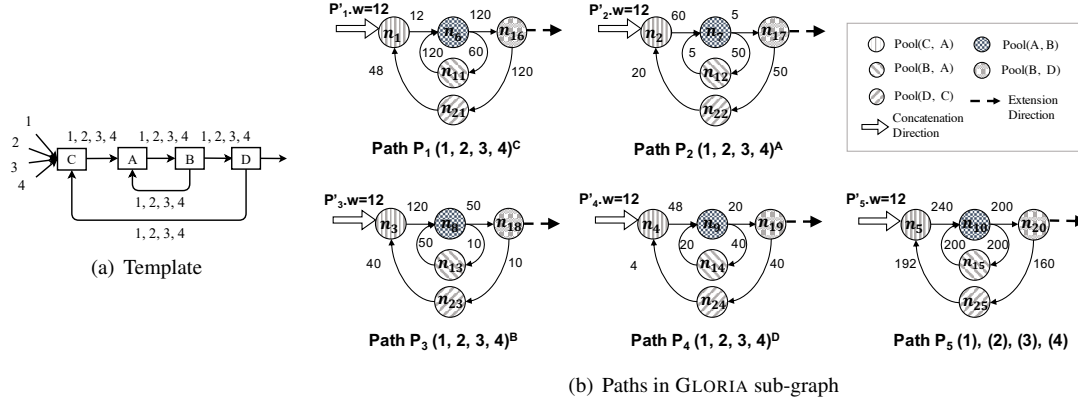 1
2
3
4
1, 2, 3, 4
1, 2, 3, 4
1, 2, 3, 4
C
A
B
D
1, 2, 3, 4
1, 2, 3, 4
(a) Template
P'₁.w=12
12
120
n₁
n₆
n₁₆
120
60
n₁₁
48
120
n₂₁
Path P₁ (1, 2, 3, 4)ᶜ
P'₂.w=12
60
5
n₂
n₇
n₁₇
5
50
n₁₂
20
50
n₂₂
Path P₂ (1, 2, 3, 4)ᴬ
Pool(C, A)
Pool(A, B)
Pool(B, A)
Pool(B, D)
Pool(D, C)
Concatenation
Direction
Extension
Direction
P'₃.w=12
120
50
n₃
n₈
n₁₈
50
10
n₁₃
40
10
n₂₃
Path P₃ (1, 2, 3, 4)ᴮ
P'₄.w=12
48
20
n₄
n₉
n₁₉
20
40
n₁₄
4
40
n₂₄
Path P₄ (1, 2, 3, 4)ᴰ
P'₅.w=12
240
200
n₅
n₁₀
n₂₀
200
200
n₁₅
192
160
n₂₅
Path P₅ (1), (2), (3), (4)
(b) Paths in GLORIA sub-graph